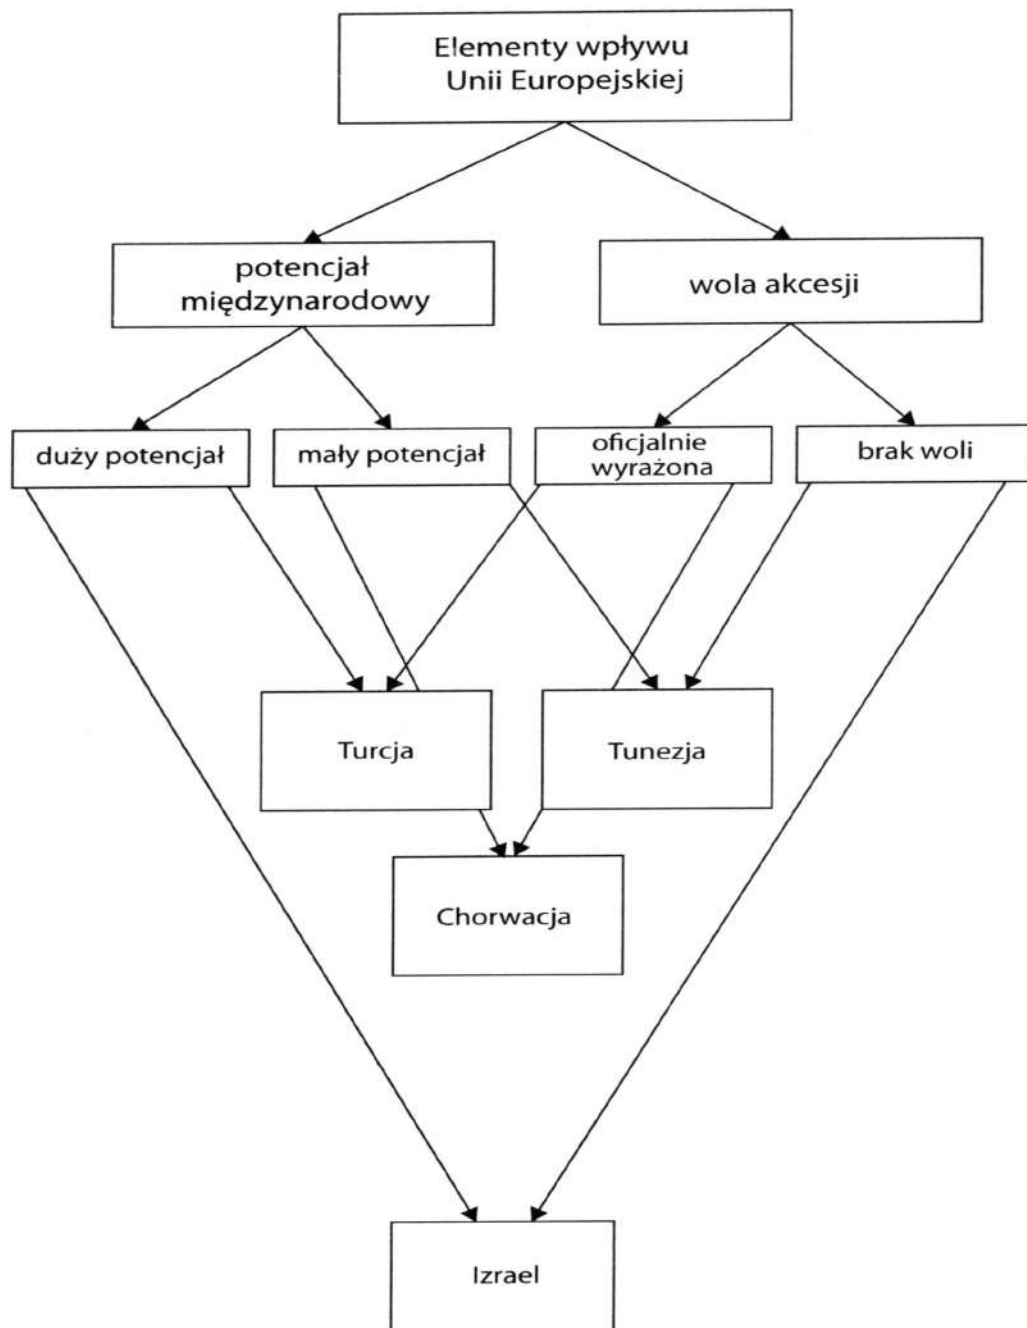 Elementy wpływu
Unii Europejskiej
potencjał
międzynarodowy
wola akcesji
duży potencjał
mały potencjał
oficjalnie
wyrażona
brak woli
Turcja
Tunezja
Chorwacja
Izrael